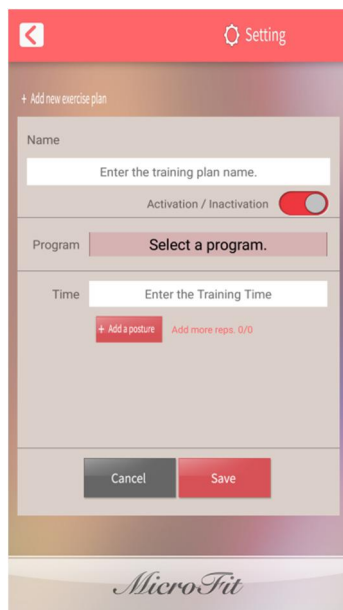 Setting
+ Add new exercise plan
Name
Enter the training plan name.
Activation / Inactivation
Program Select a program.
Time Enter the Training Time
+ Add a posture Add more reps. 0/0
Cancel Save
MicroFit